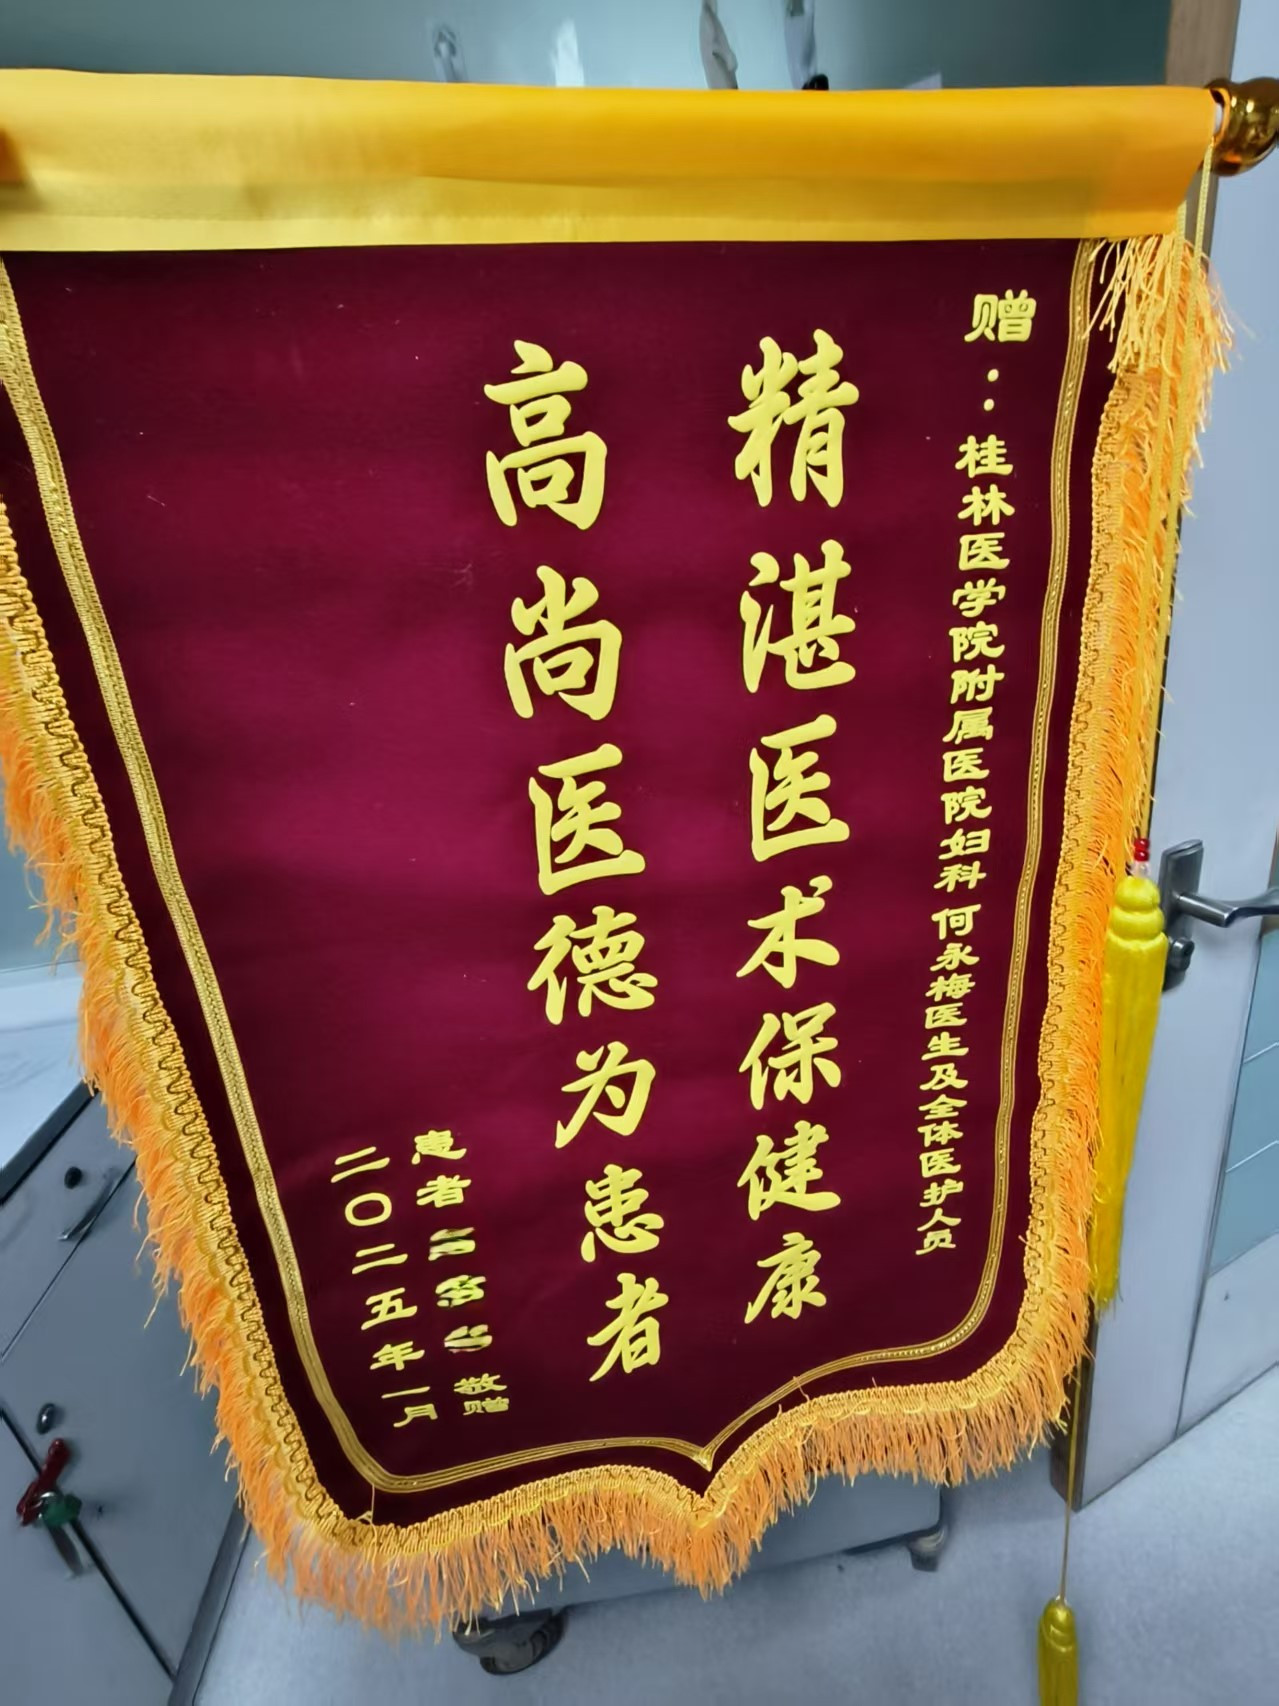 赠：桂林医学院附属医院妇科 何永梅医生及全体医护人员
精湛医术保健康
高尚医德为患者
患者 敬赠
二〇二五年一月